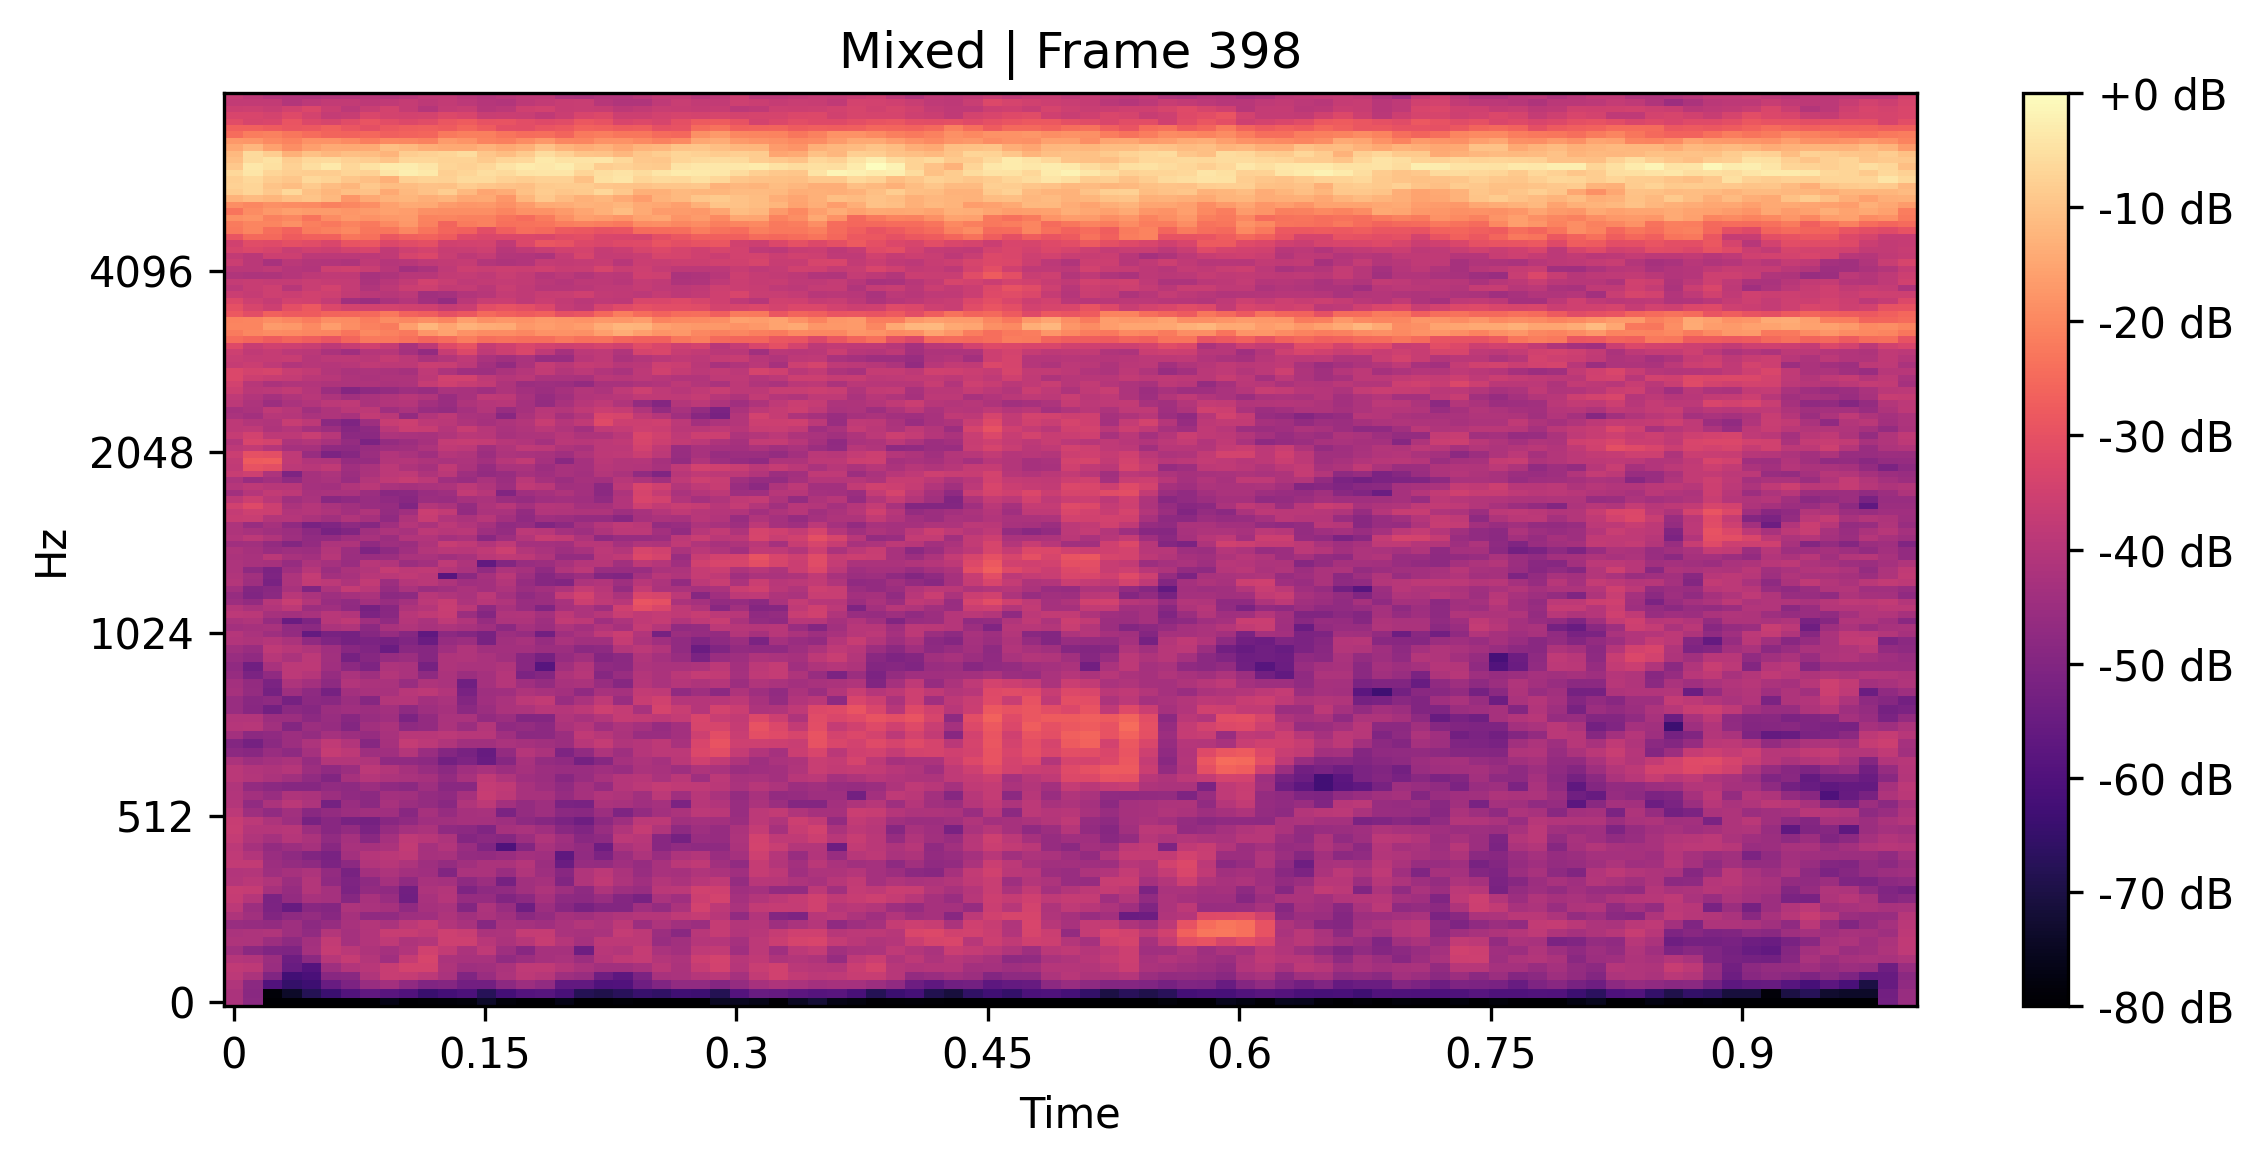 Mixed | Frame 398
+0 dB
-10 dB
-20 dB
-30 dB
-40 dB
-50 dB
-60 dB
-70 dB
-80 dB
Hz
4096
2048
1024
512
0
0 0.15 0.3 0.45 0.6 0.75 0.9
Time